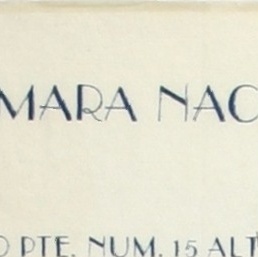 MARA NAC
O PTE. NUM. 15 ALT